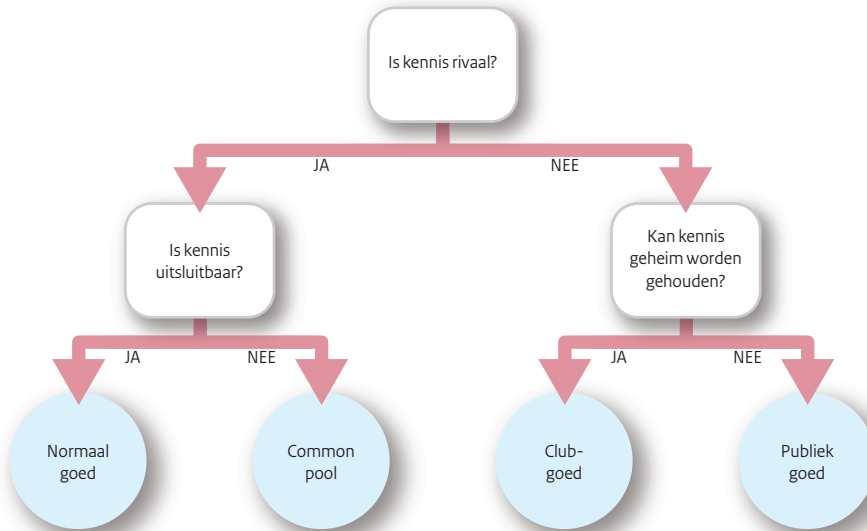 Is kennis rivaal?
JA
NEE
Is kennis
uitsluitbaar?
Kan kennis
geheim worden
gehouden?
JA
NEE
JA
NEE
Normaal
goed
Common
pool
Club-
goed
Publiek
goed